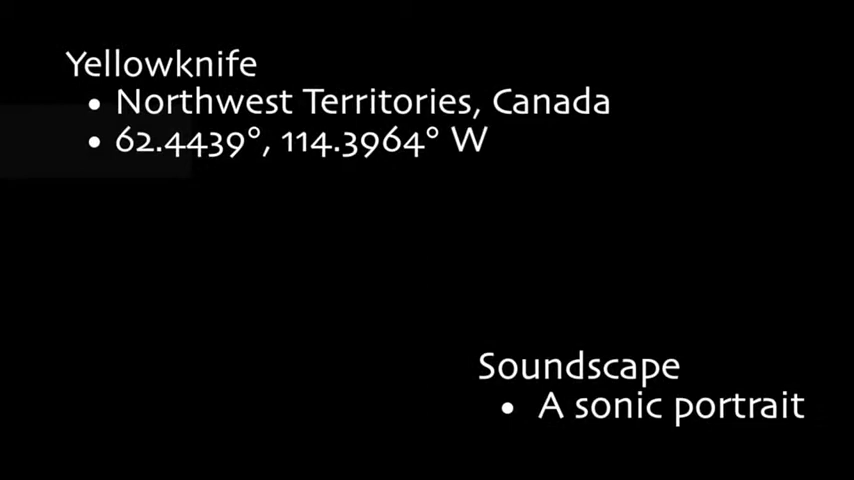 Yellowknife
• Northwest Territories, Canada
• 62.4439°, 114.3964° W
Soundscape
• A sonic portrait